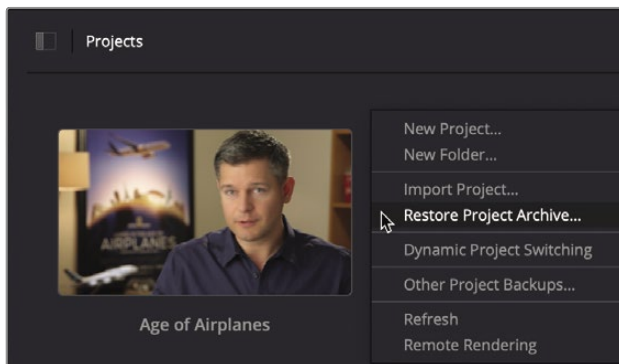 Projects
AIRPLANES
Age of Airplanes
New Project...
New Folder...
Import Project...
Restore Project Archive...
Dynamic Project Switching
Other Project Backups...
Refresh
Remote Rendering